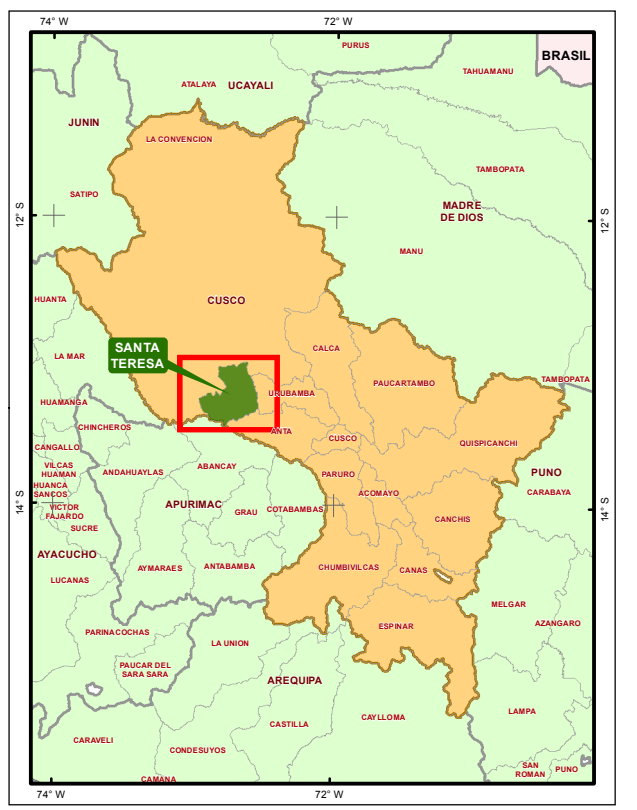 74° W
72° W
PURUS
BRASIL
TAHUAMANU
ATALAYA
UCAYALI
JUNIN
LA CONVENCION
TAMBOPATA
SATIPO
MADRE
DE DIOS
12° S
12° S
MANU
HUANTA
CUSCO
SANTA
TERESA
CALCA
LA MAR
PAUCARTAMBO
TAMBOPATA
URUBAMBA
HUAMANGA
CHINCHEROS
ANTA
CUSCO
QUISPICANCHI
CANGALLO
VILCAS
HUAMAN
ANDAHUAYLAS
ABANCAY
PARURO
PUNO
HUANCA
SANCOS
ACOMAYO
CARABAYA
14° S
14° S
APURIMAC
GRAU
COTABAMBAS
VICTOR
FAJARDO
CANCHIS
SUCRE
AYACUCHO
AYMARAES
ANTABAMBA
CHUMBIVILCAS
CANAS
LUCANAS
MELGAR
AZANGARO
PARINACOCHAS
ESPINAR
LA UNION
PAUCAR DEL
SARA SARA
AREQUIPA
LAMPA
CAYLLOMA
CASTILLA
CARAVELI
CONDESUYOS
SAN
ROMAN
PUNO
CAMANA
74° W
72° W